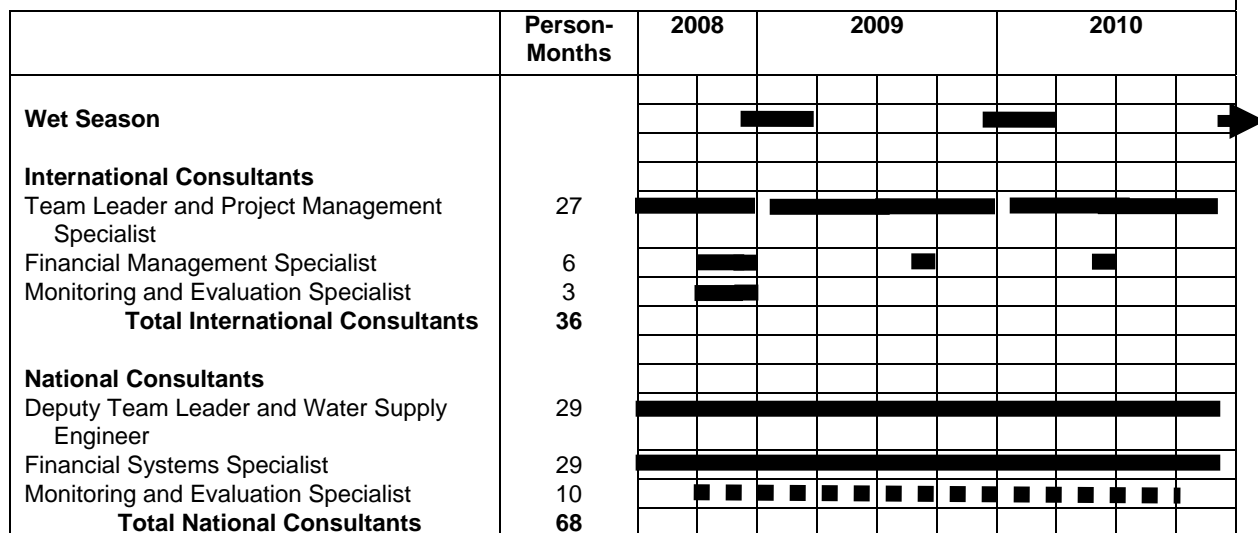 Person-Months 2008 2009 2010
Wet Season
International Consultants
Team Leader and Project Management 27
Specialist
Financial Management Specialist 6
Monitoring and Evaluation Specialist 3
Total International Consultants 36
National Consultants
Deputy Team Leader and Water Supply 29
Engineer
Financial Systems Specialist 29
Monitoring and Evaluation Specialist 10
Total National Consultants 68